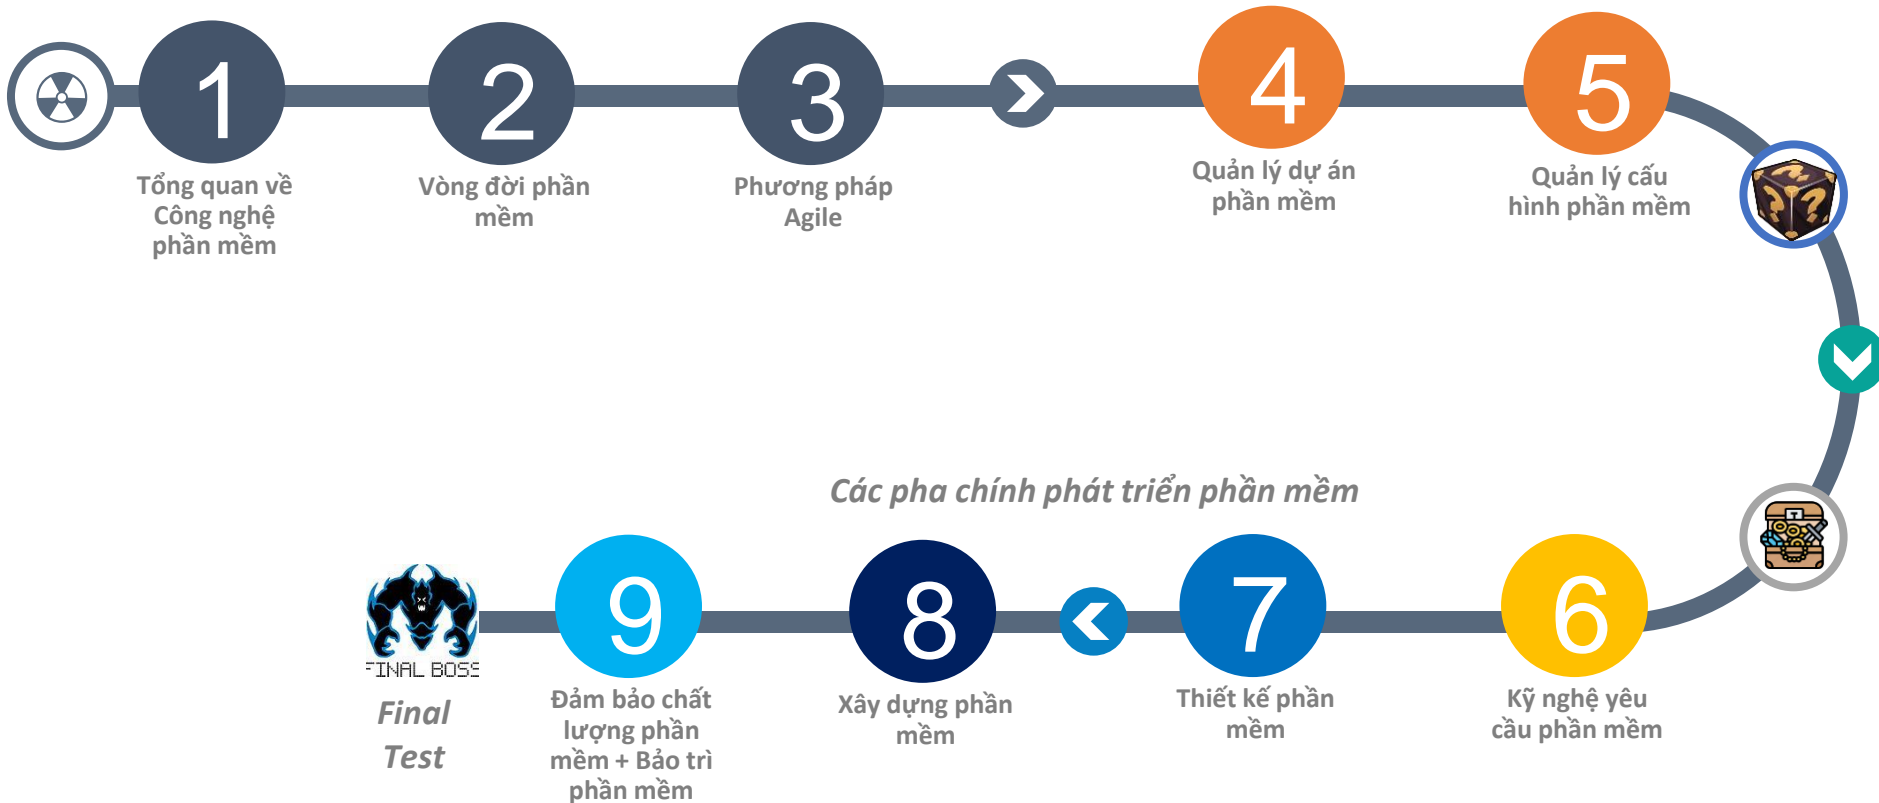 1
Tổng quan về
Công nghệ
phần mềm
2
Vòng đời phần
mềm
3
Phương pháp
Agile
4
Quản lý dự án
phần mềm
5
Quản lý cấu
hình phần mềm
Các pha chính phát triển phần mềm
6
Kỹ nghệ yêu
cầu phần mềm
7
Thiết kế phần
mềm
8
Xây dựng phần
mềm
9
Đảm bảo chất
lượng phần
mềm + Bảo trì
phần mềm
FINAL BOSS
Final
Test